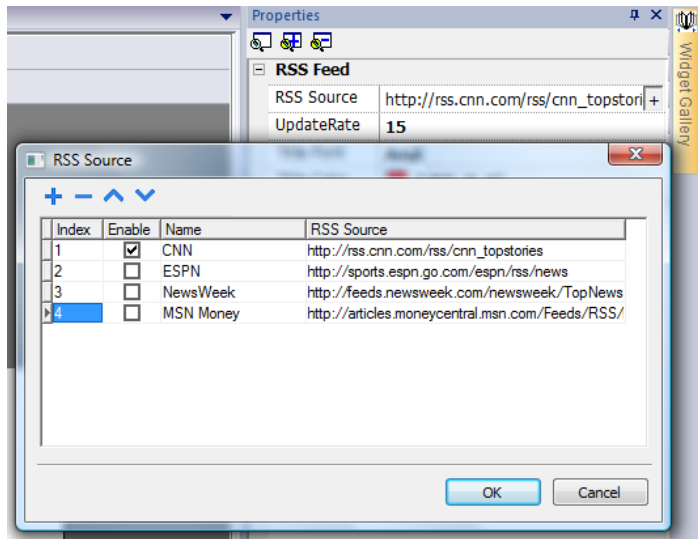 Properties
RSS Feed
RSS Source http://rss.cnn.com/rss/cnn_topstori +
UpdateRate 15
Widget Gallery
RSS Source
Index Enable Name RSS Source
1 CNN http://rss.cnn.com/rss/cnn_topstories
2 ESPN http://sports.espn.go.com/espn/rss/news
3 NewsWeek http://feeds.newsweek.com/newsweek/TopNews
4 MSN Money http://articles.moneycentral.msn.com/Feeds/RSS/
OK Cancel